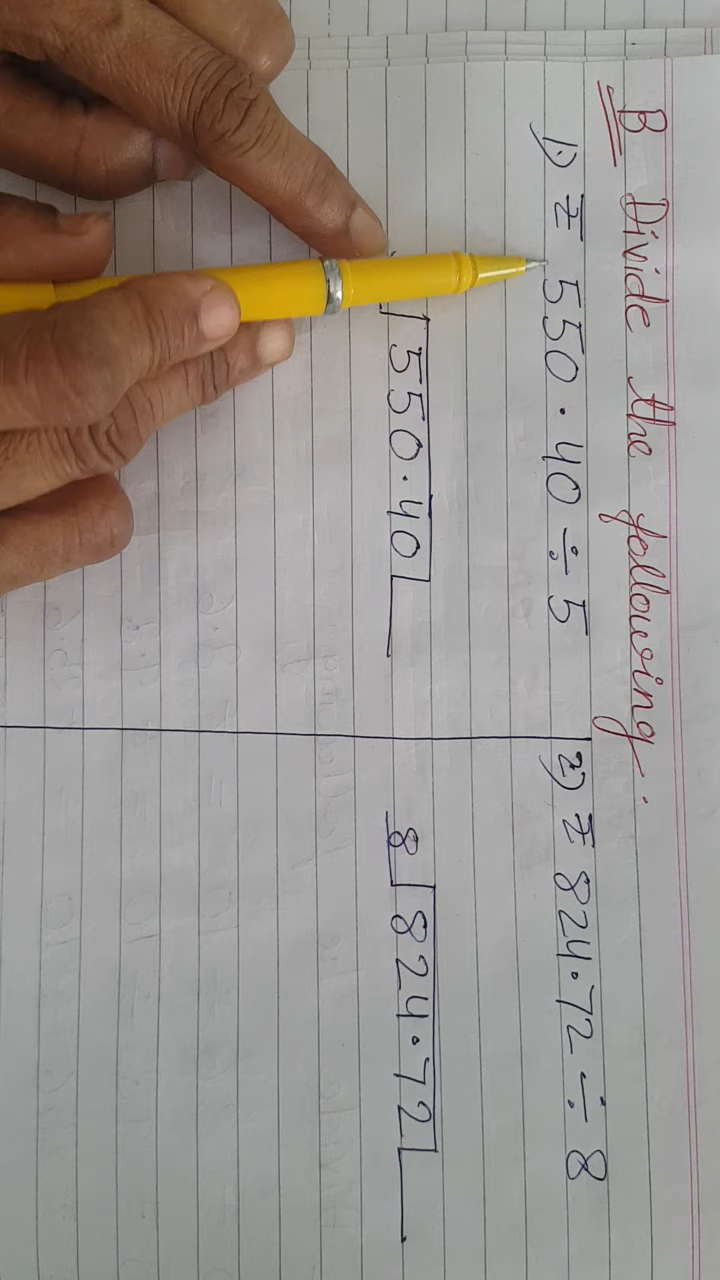 B Divide the following.
1) ₹ 550.40 ÷ 5
2) ₹ 824.72 ÷ 8
550.40
8 824.72